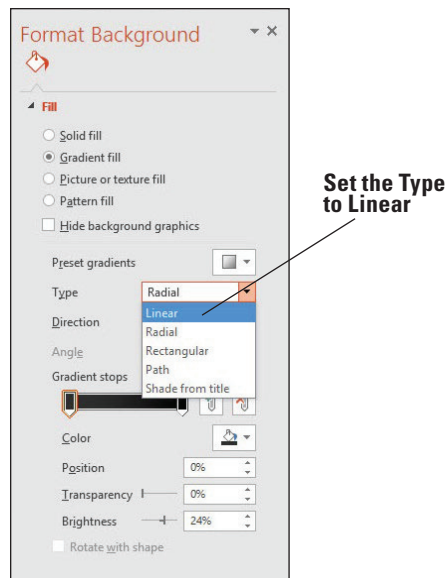 Format Background
Fill
Solid fill
Gradient fill
Picture or texture fill
Pattern fill
Hide background graphics
Preset gradients
Type Radial
Linear
Direction
Radial
Angle
Rectangular
Path
Gradient stops
Shade from title
Color
Position 0%
Transparency 0%
Brightness 24%
Rotate with shape
Set the Type
to Linear